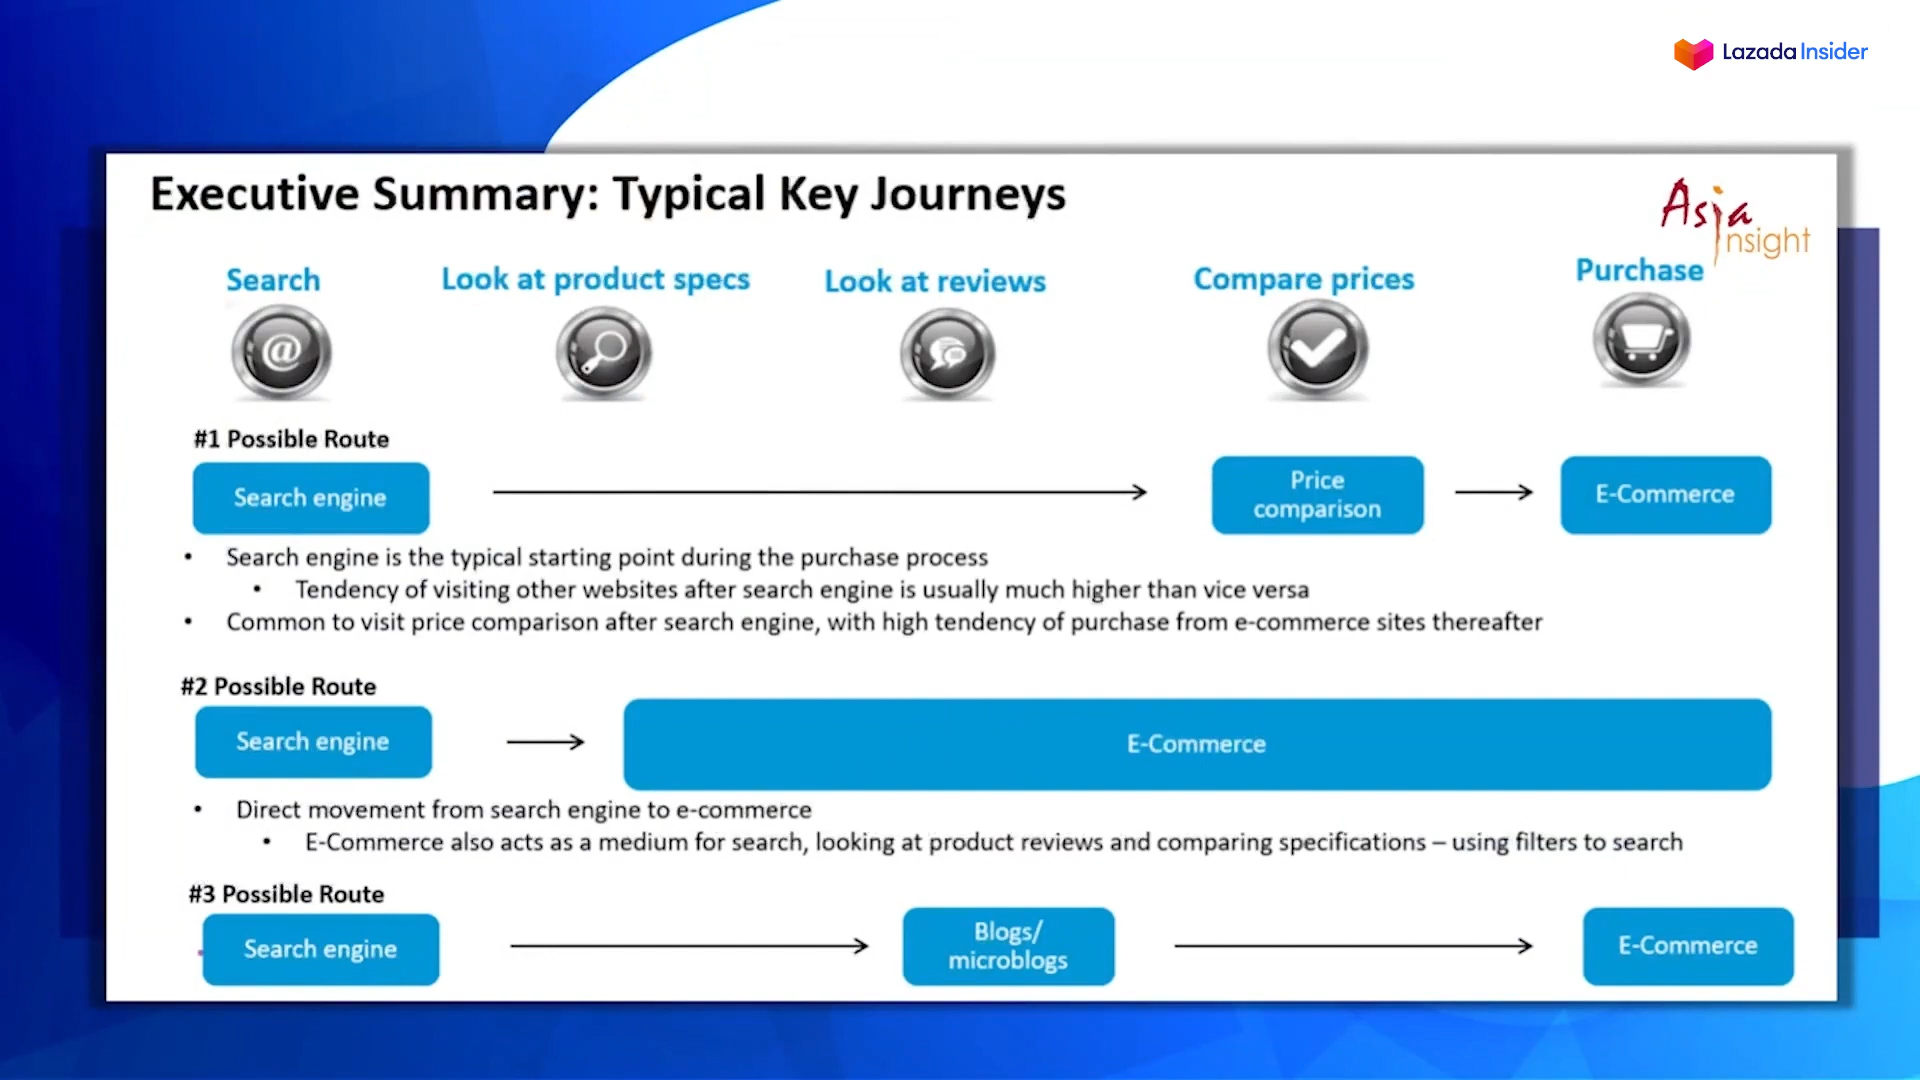 Lazada Insider
Executive Summary: Typical Key Journeys
Asia
Insight
Search
Look at product specs
Look at reviews
Compare prices
Purchase
@
#1 Possible Route
Search engine
Price
comparison
E-Commerce
• Search engine is the typical starting point during the purchase process
• Tendency of visiting other websites after search engine is usually much higher than vice versa
• Common to visit price comparison after search engine, with high tendency of purchase from e-commerce sites thereafter
#2 Possible Route
Search engine
E-Commerce
• Direct movement from search engine to e-commerce
• E-Commerce also acts as a medium for search, looking at product reviews and comparing specifications – using filters to search
#3 Possible Route
Search engine
Blogs/
microblogs
E-Commerce